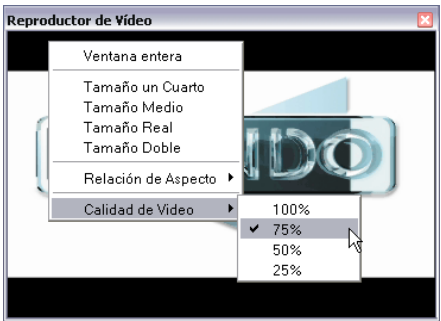 Reproductor de Vídeo
Ventana entera
Tamaño un Cuarto
Tamaño Medio
Tamaño Real
Tamaño Doble
Relación de Aspecto
Calidad de Video
100%
75%
50%
25%